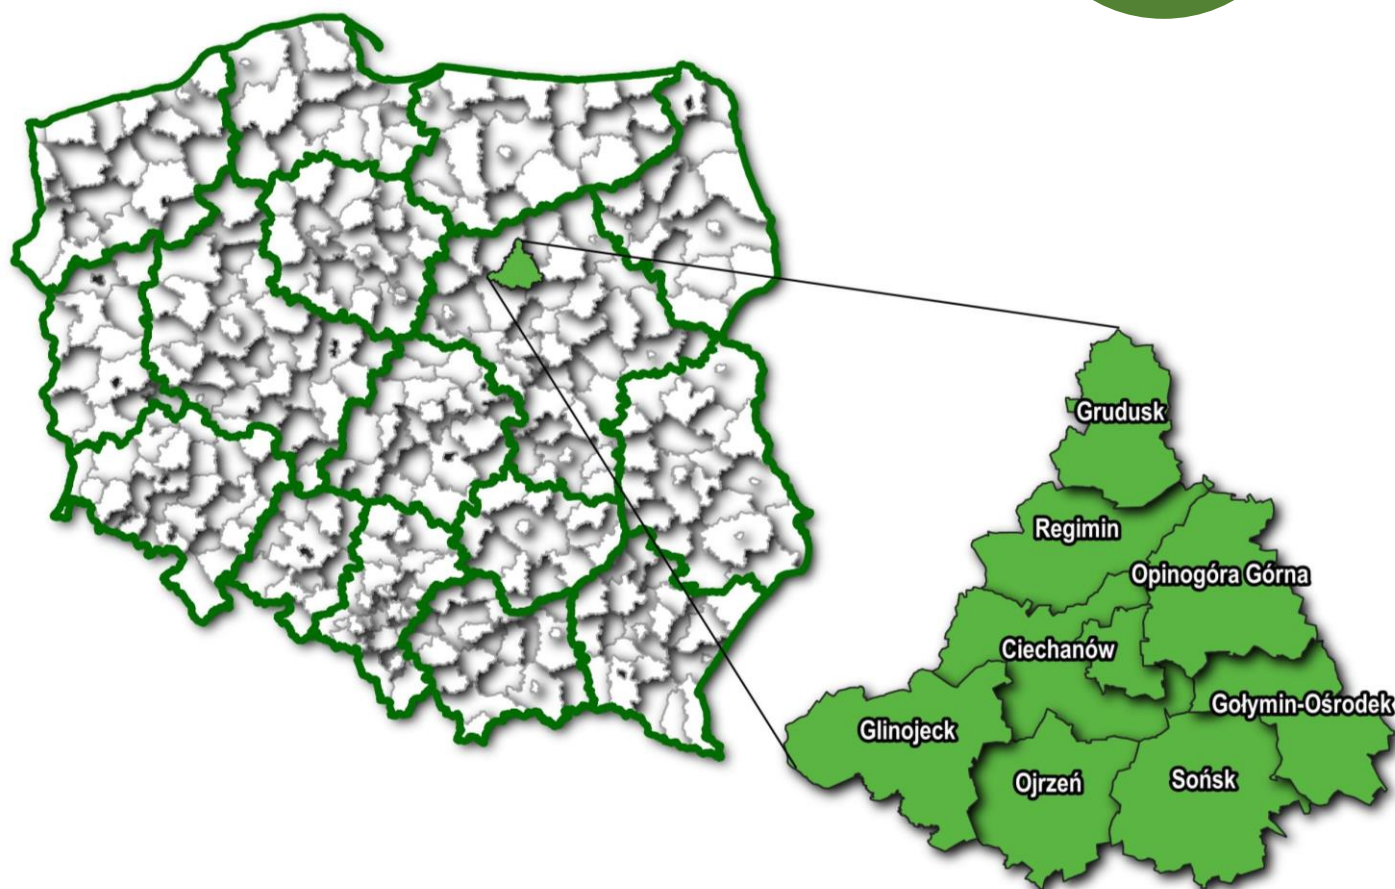 Grudusk
Regimin
Opinogóra Górna
Ciechanów
Gołymin-Ośrodek
Glinojeck
Ojrzeń
Sońsk